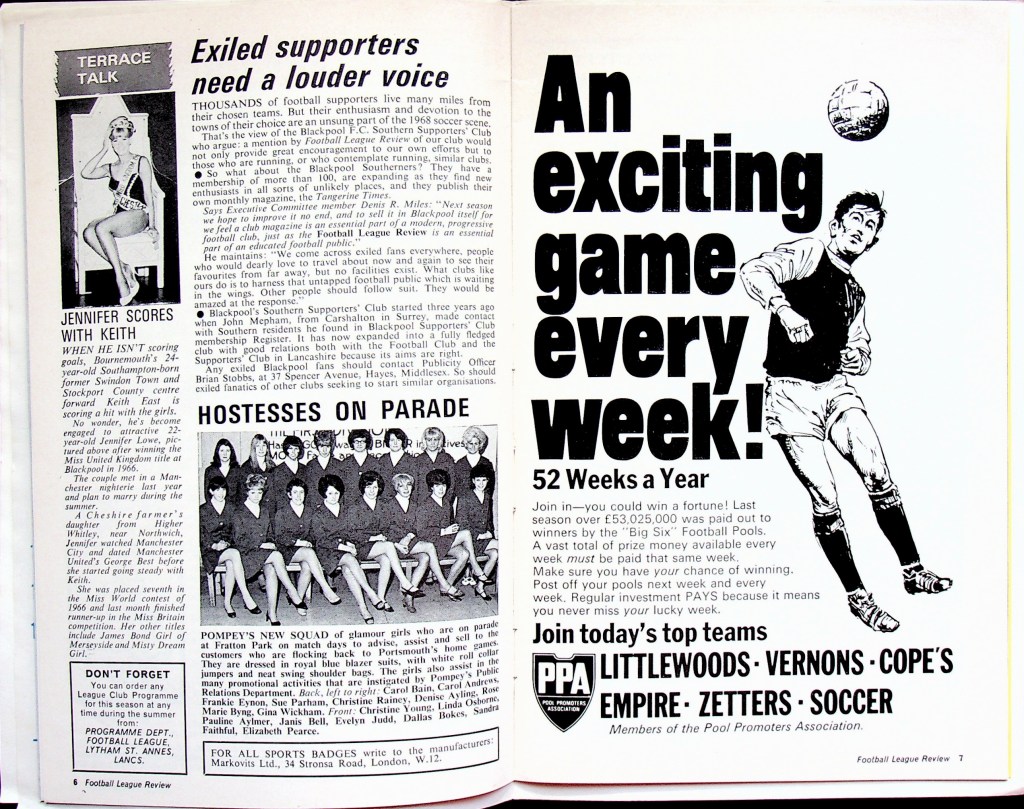 TERRACE
TALK
JENNIFER SCORES
WITH KEITH
WHEN HE ISN'T scoring
goals, Bournemouth's 24-
year-old Southampton-born
former Swindon Town and
Stockport County centre
forward Keith East is
scoring a hit with the girls.
No wonder, he's become
engaged to attractive 22-
year-old Jennifer Lowe, pic-
tured above after winning the
Miss United Kingdom title at
Blackpool in 1966.
The couple met in a Man-
chester nighterie last year
and plan to marry during the
summer.
A Cheshire farmer's
daughter from Higher
Whitley, near Northwich,
Jennifer watched Manchester
City and dated Manchester
United's George Best before
she started going steady with
Keith.
She was placed seventh in
the Miss World contest of
1966 and last month finished
runner-up in the Miss Britain
competition. Her other titles
include James Bond Girl of
Merseyside and Misty Dream
Girl.
DON'T FORGET
You can order any
League Club Programme
for this season at any
time during the summer
from:
PROGRAMME DEPT.,
FOOTBALL LEAGUE,
LYTHAM ST. ANNES,
LANCS.
6 Football League Review
Exiled supporters
need a louder voice
THOUSANDS of football supporters live many miles from
their chosen teams. But their enthusiasm and devotion to the
towns of their choice are an unsung part of the 1968 soccer scene.
That's the view of the Blackpool F.C. Southern Supporters' Club
who argue: a mention by Football League Review of our club would
not only provide great encouragement to our own efforts but to
those who are running, or who contemplate running, similar clubs.
● So what about the Blackpool Southerners? They have a
membership of more than 100, are expanding as they find new
enthusiasts in all sorts of unlikely places, and they publish their
own monthly magazine, the Tangerine Times.
Says Executive Committee member Denis R. Miles: "Next season
we hope to improve it no end, and to sell it in Blackpool itself for
we feel a club magazine is an essential part of a modern, progressive
football club, just as the Football League Review is an essential
part of an educated football public."
He maintains: "We come across exiled fans everywhere, people
who would dearly love to travel about now and again to see their
favourites from far away, but no facilities exist. What clubs like
ours do is to harness that untapped football public which is waiting
in the wings. Other people should follow suit. They would be
amazed at the response."
● Blackpool's Southern Supporters' Club started three years ago
when John Mepham, from Carshalton in Surrey, made contact
with Southern residents he found in Blackpool Supporters' Club
membership Register. It has now expanded into a fully fledged
club with good relations both with the Football Club and the
Supporters' Club in Lancashire because its aims are right.
Any exiled Blackpool fans should contact Publicity Officer
Brian Stobbs, at 37 Spencer Avenue, Hayes, Middlesex. So should
exiled fanatics of other clubs seeking to start similar organisations.
HOSTESSES ON PARADE
POMPEY'S NEW SQUAD of glamour girls who are on parade
at Fratton Park on match days to advise, assist and sell to the
customers who are flocking back to Portsmouth's home games.
They are dressed in royal blue blazer suits, with white roll collar
jumpers and neat swing shoulder bags. The girls also assist in the
many promotional activities that are instigated by Pompey's Public
Relations Department. Back, left to right: Carol Bain, Carol Andrews,
Frankie Eynon, Sue Parham, Christine Rainey, Denise Ayling, Rose
Marie Byng, Gina Wickham. Front: Christine Young, Linda Osborne,
Pauline Aylmer, Janis Bell, Evelyn Judd, Dallas Bokes, Sandra
Faithful, Elizabeth Pearce.
FOR ALL SPORTS BADGES write to the manufacturers:
Markovits Ltd., 34 Stronsa Road, London, W.12.
An
exciting
game
every
week!
52 Weeks a Year
Join in—you could win a fortune! Last
season over £53,025,000 was paid out to
winners by the "Big Six" Football Pools.
A vast total of prize money available every
week must be paid that same week.
Make sure you have your chance of winning.
Post off your pools next week and every
week. Regular investment PAYS because it means
you never miss your lucky week.
Join today's top teams
PPA
POOL PROMOTERS
ASSOCIATION
LITTLEWOODS · VERNONS · COPE'S
EMPIRE · ZETTERS · SOCCER
Members of the Pool Promoters Association.
Football League Review 7